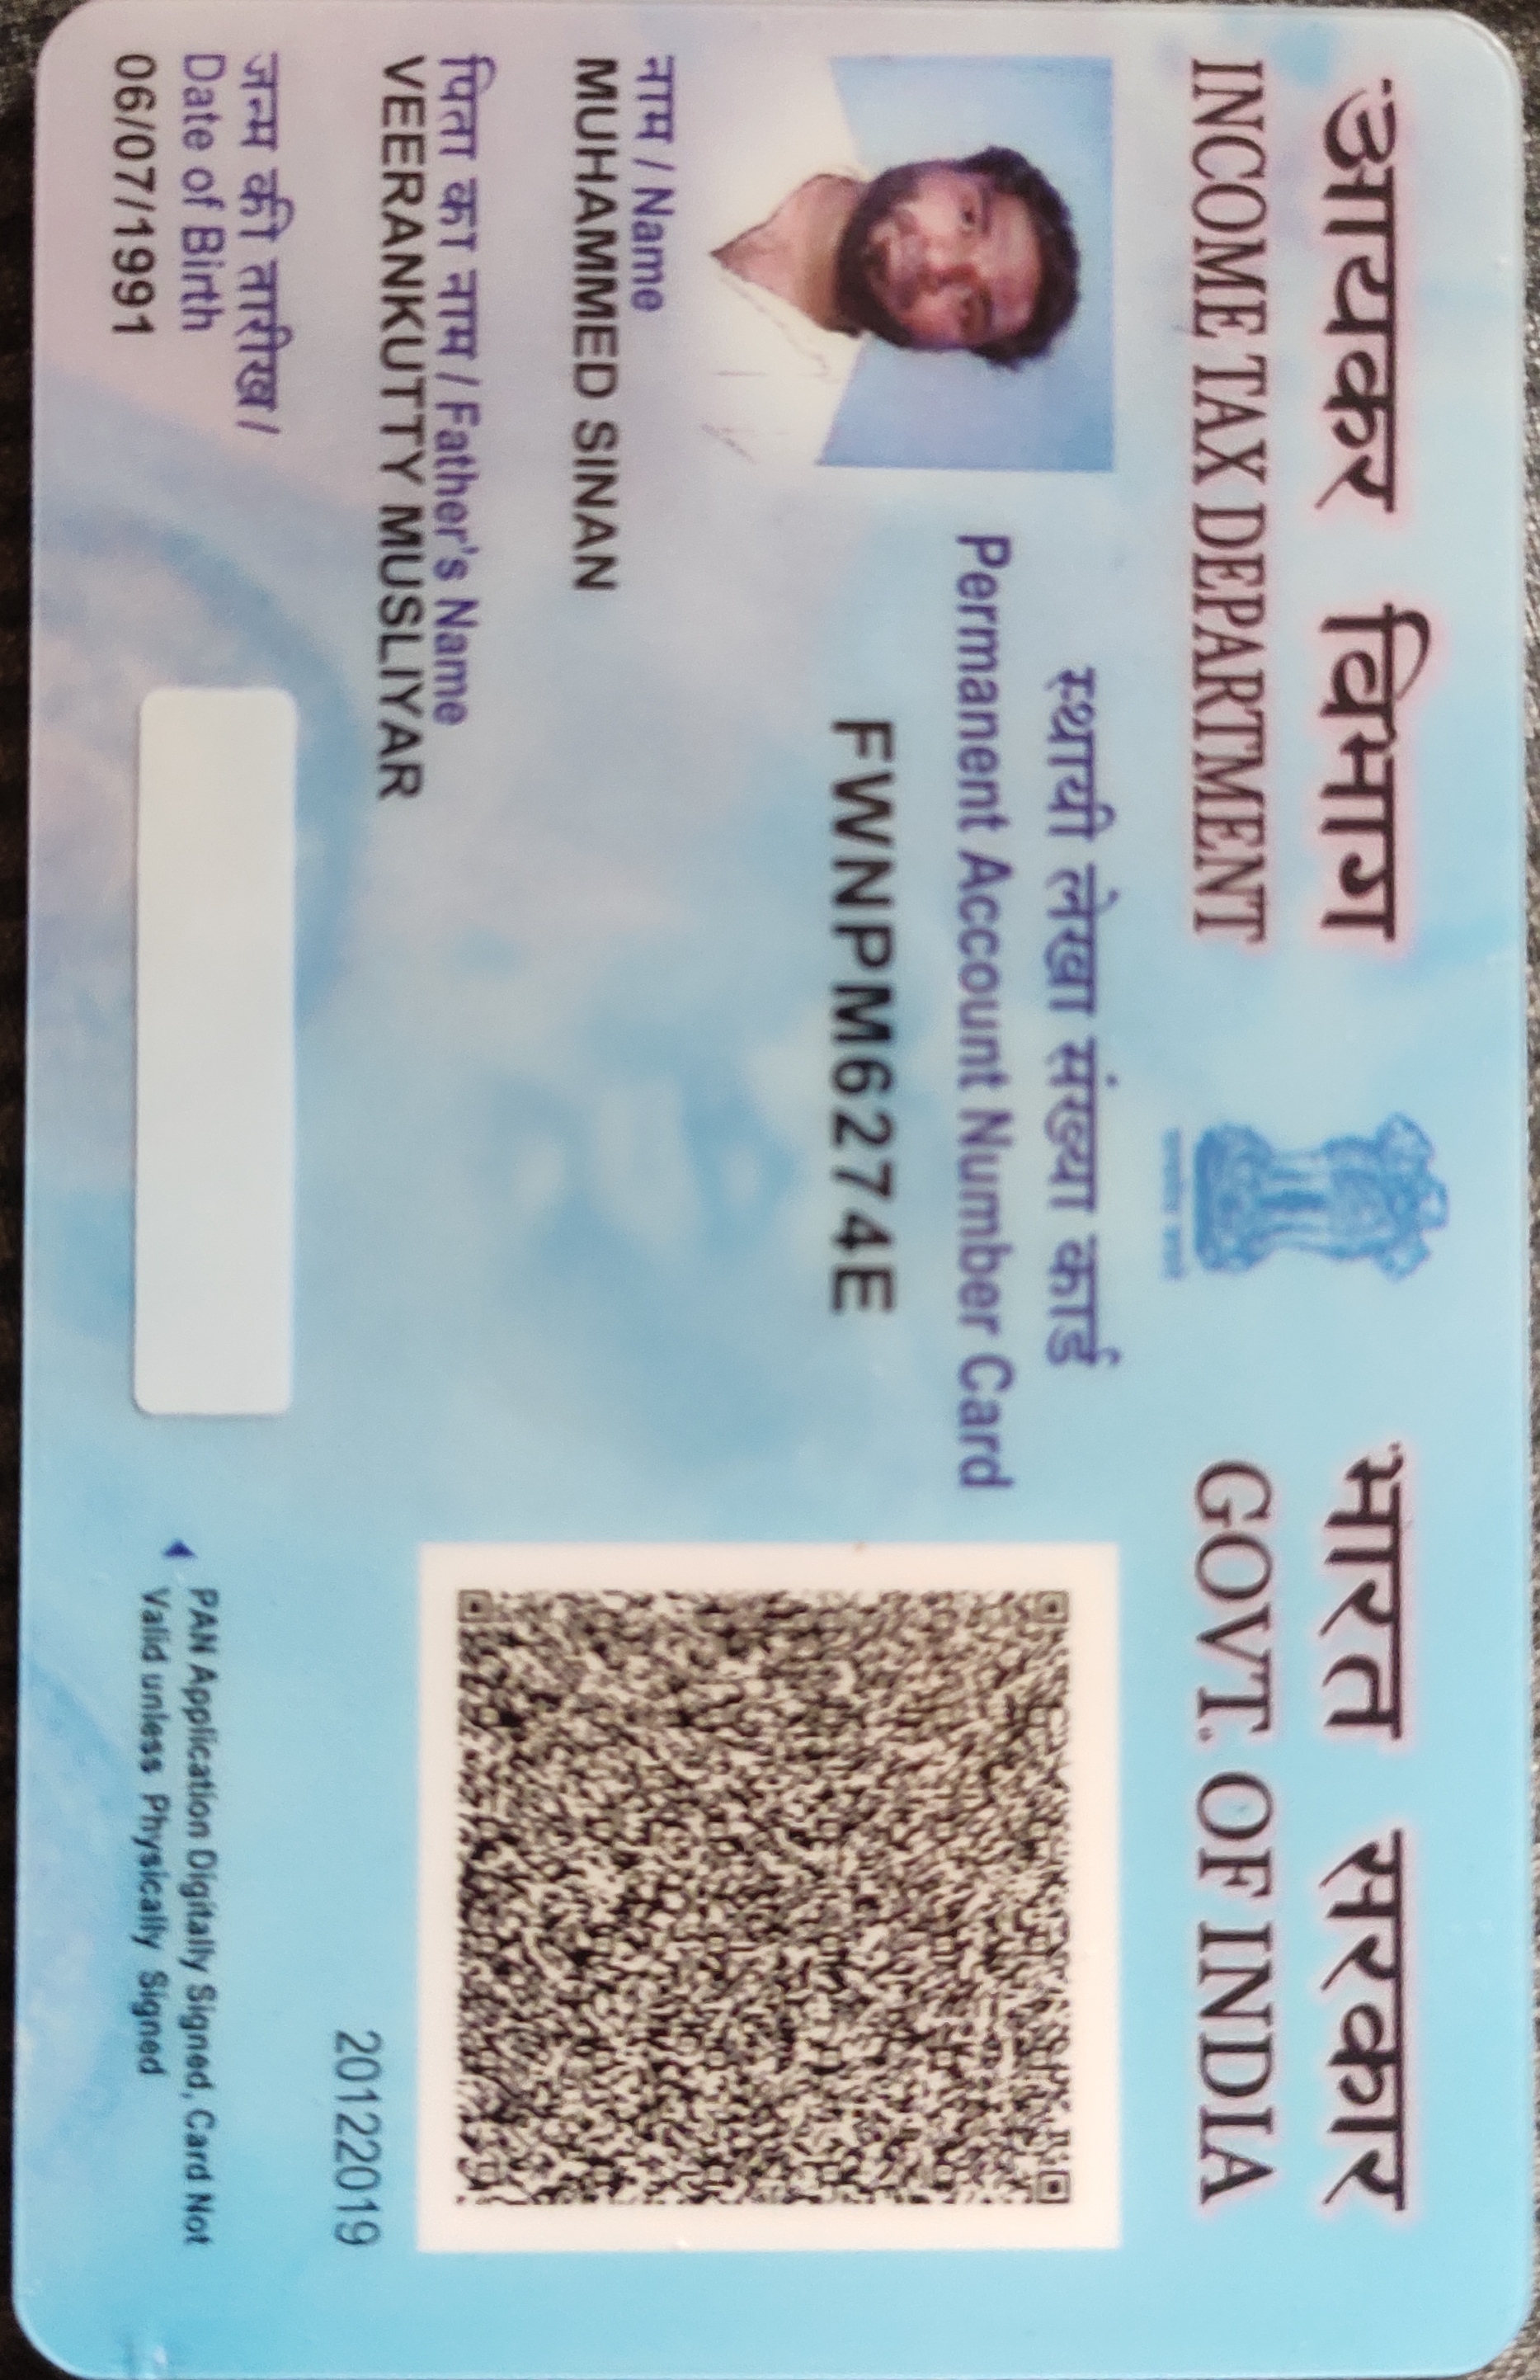 आयकर विभाग
INCOME TAX DEPARTMENT
भारत सरकार
GOVT. OF INDIA
स्थायी लेखा संख्या कार्ड
Permanent Account Number Card
FWNPM6274E
नाम / Name
MUHAMMED SINAN
पिता का नाम / Father's Name
VEERANKUTTY MUSLIYAR
जन्म की तारीख /
Date of Birth
06/07/1991
20122019
PAN Application Digitally Signed, Card Not
Valid unless Physically Signed